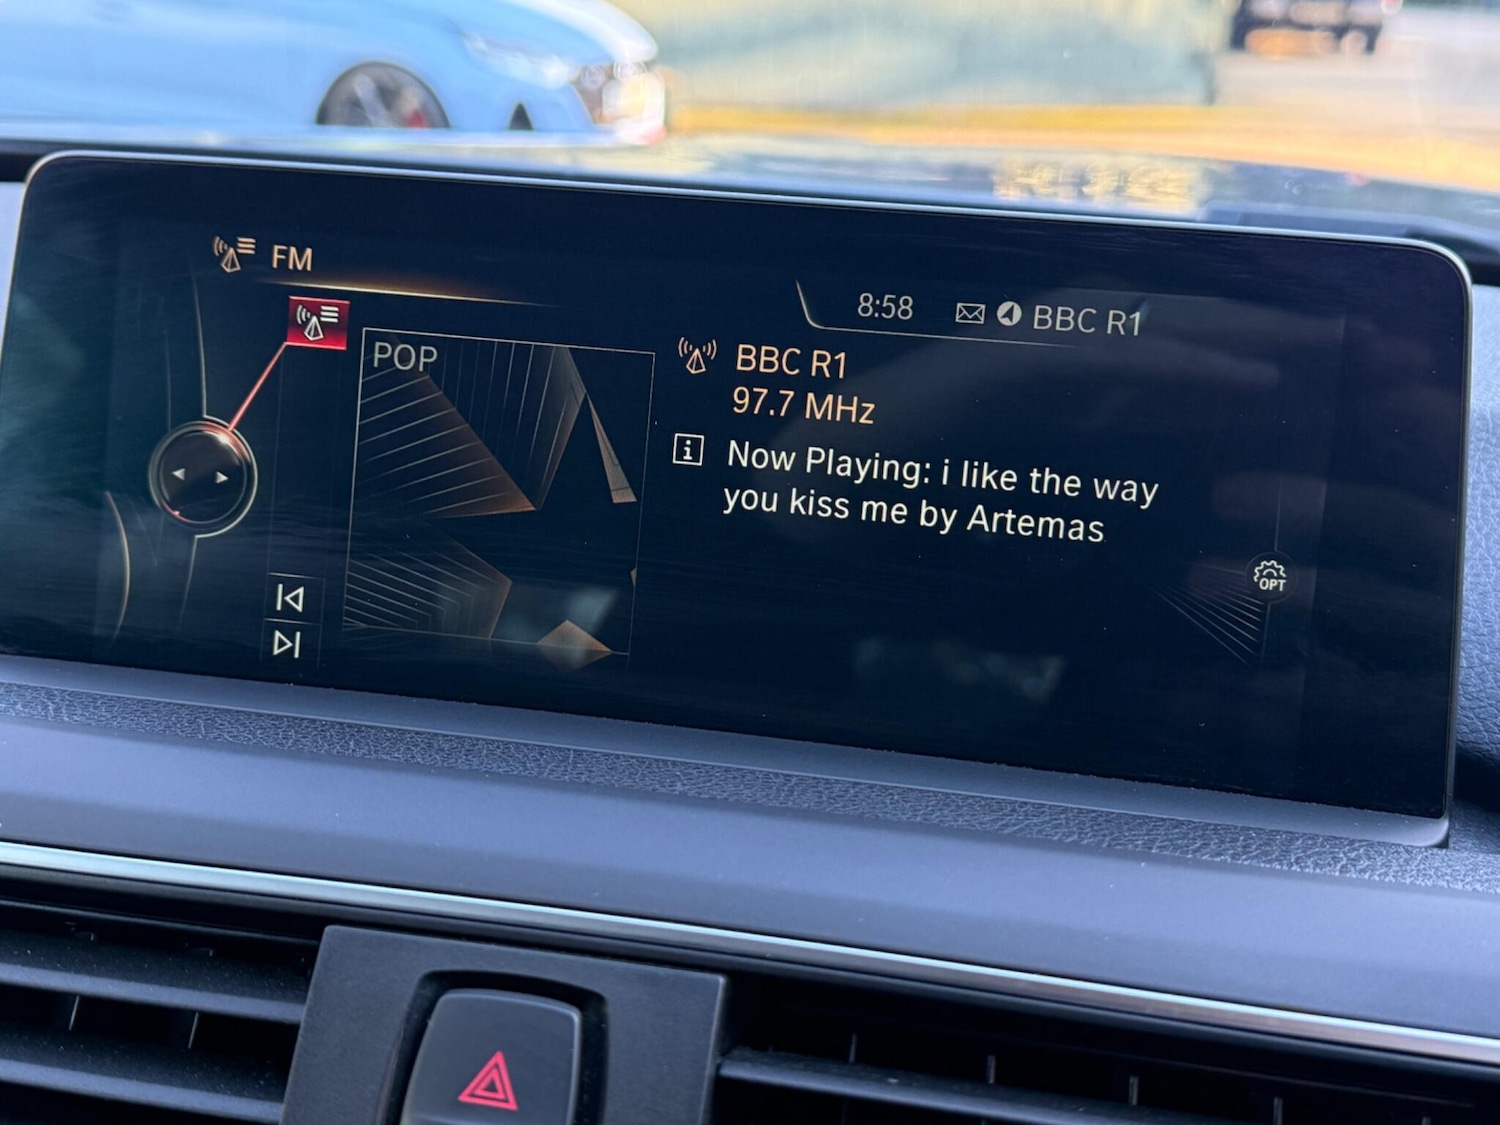 FM
8:58 BBC R1
POP
BBC R1
97.7 MHz
i Now Playing: i like the way
you kiss me by Artemas
OPT